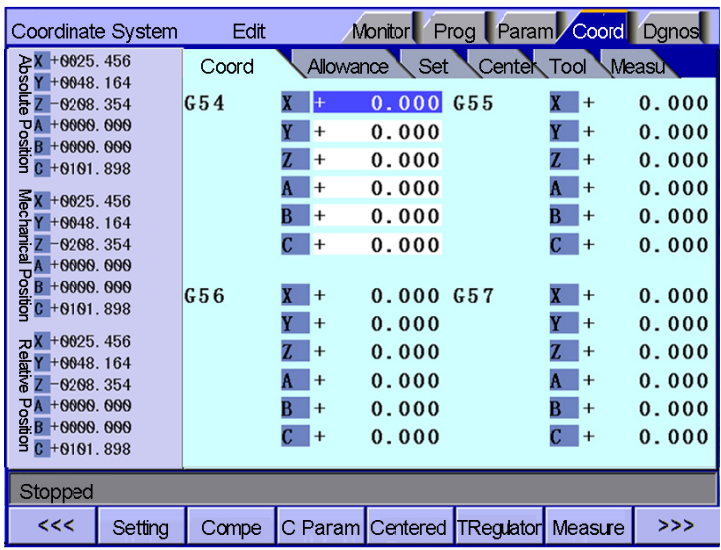 Coordinate System Edit Monitor Prog Param Coord Dgnos
Coord Allowance Set Center Tool Measu
Absolute Position
X +0025.456
Y +0048.164
Z -0208.354
A +0000.000
B +0000.000
C +0101.898
Mechanical Position
X +0025.456
Y +0048.164
Z -0208.354
A +0000.000
B +0000.000
C +0101.898
Relative Position
X +0025.456
Y +0048.164
Z -0208.354
A +0000.000
B +0000.000
C +0101.898
G54 X + 0.000 G55 X + 0.000
Y + 0.000 Y + 0.000
Z + 0.000 Z + 0.000
A + 0.000 A + 0.000
B + 0.000 B + 0.000
C + 0.000 C + 0.000
G56 X + 0.000 G57 X + 0.000
Y + 0.000 Y + 0.000
Z + 0.000 Z + 0.000
A + 0.000 A + 0.000
B + 0.000 B + 0.000
C + 0.000 C + 0.000
Stopped
<<< Setting Compe C Param Centered TRegulator Measure >>>